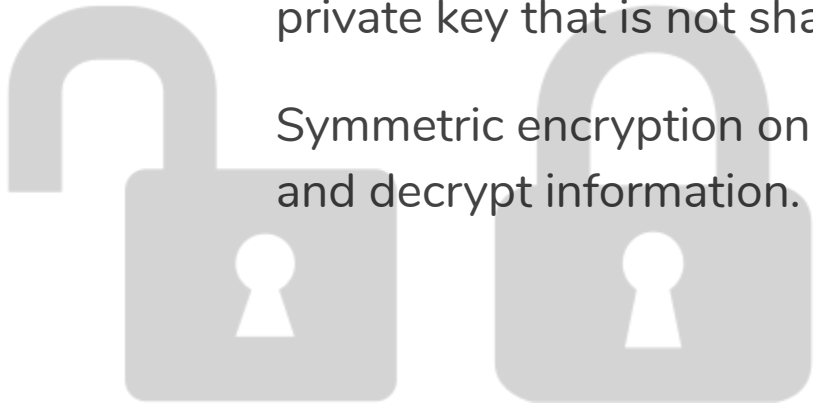 private key that is not sha
Symmetric encryption on
and decrypt information.